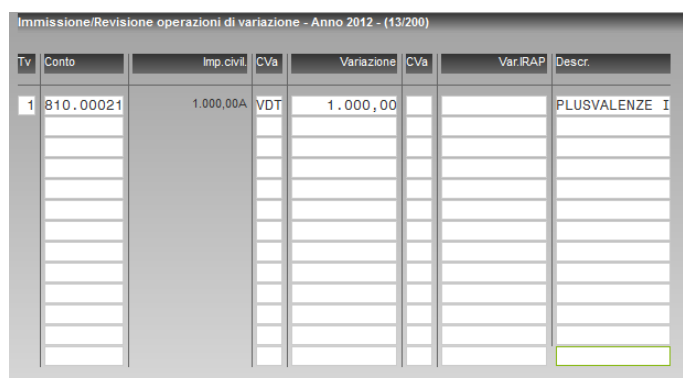 Immissione/Revisione operazioni di variazione - Anno 2012 - (13/200)
Tv Conto Imp.civil. CVa Variazione CVa Var.IRAP Descr.
1 810.00021 1.000,00A VDT 1.000,00 PLUSVALENZE I